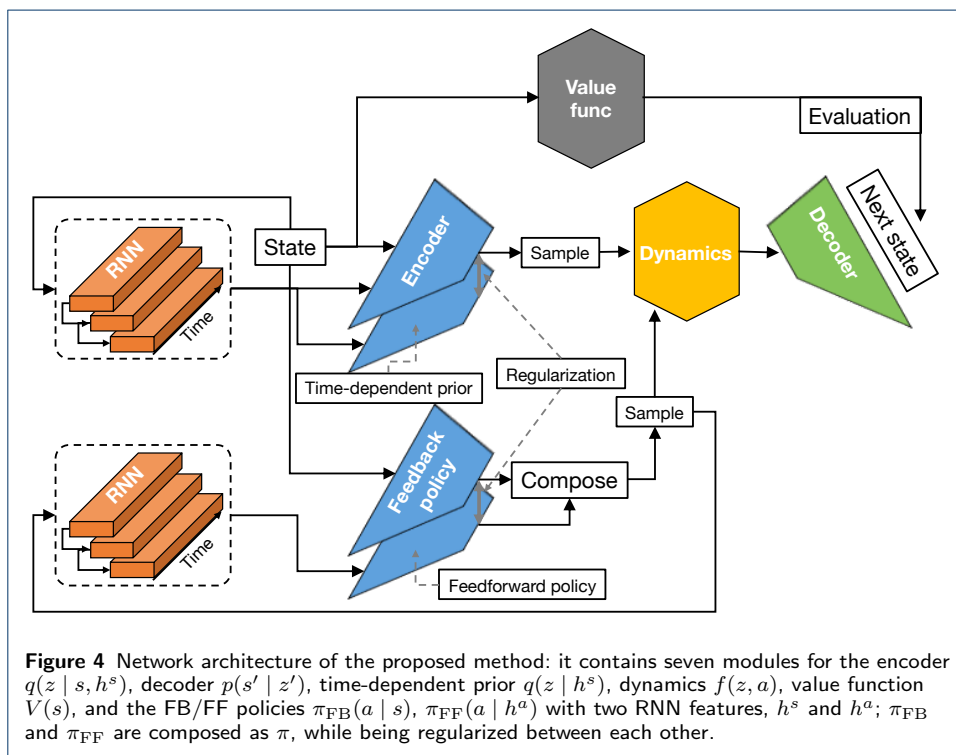 Value
func
Evaluation
RNN
State
Encoder
Sample
Dynamics
Decoder
Next state
Time
Time-dependent prior
Regularization
Sample
RNN
Feedback
policy
Compose
Time
Feedforward policy
Figure 4 Network architecture of the proposed method: it contains seven modules for the encoder
q(z | s, h^s), decoder p(s′ | z′), time-dependent prior q(z | h^s), dynamics f(z, a), value function
V(s), and the FB/FF policies π_FB(a | s), π_FF(a | h^a) with two RNN features, h^s and h^a; π_FB
and π_FF are composed as π, while being regularized between each other.